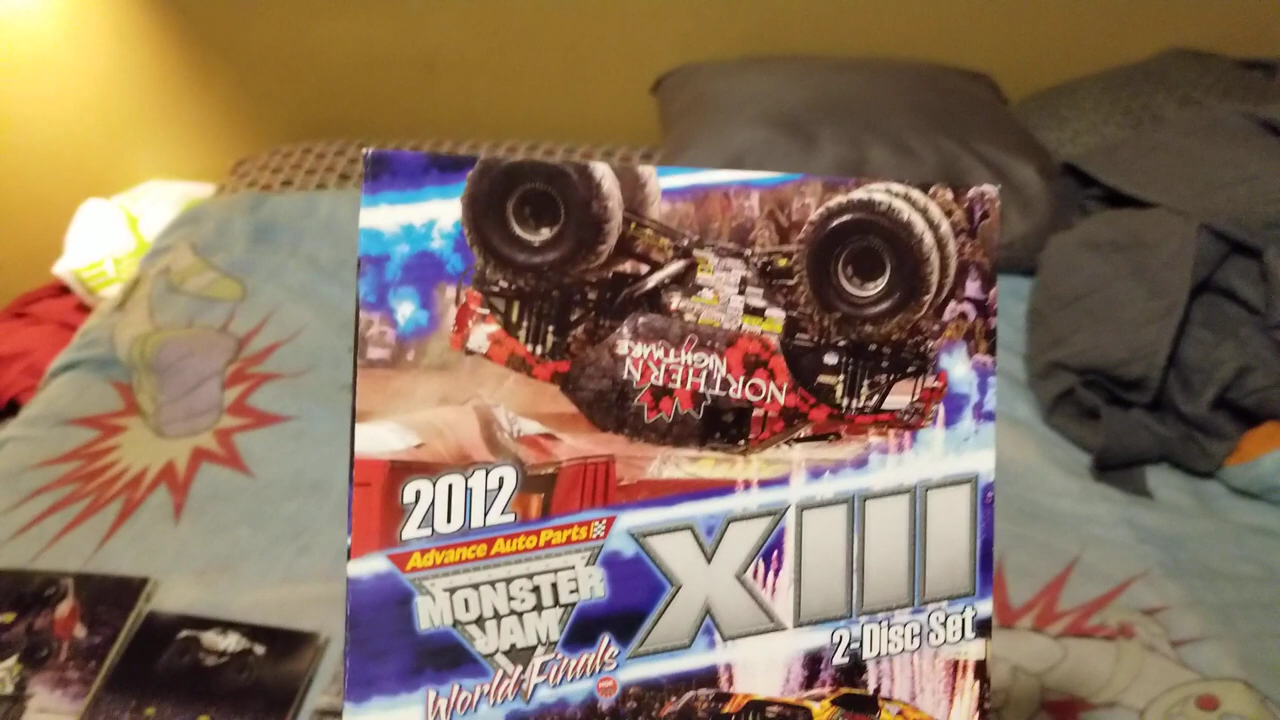 NORTHERN
NIGHTMARE
2012
Advance Auto Parts
MONSTER
JAM
World Finals
XIII
2-Disc Set